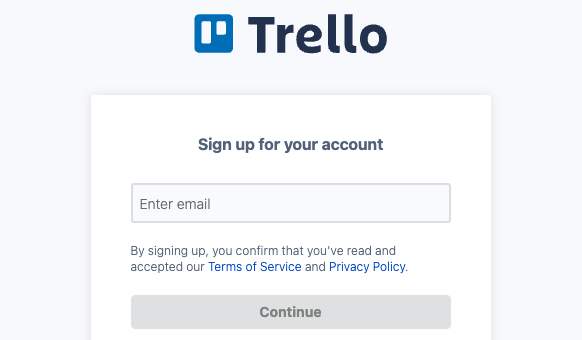 Trello
Sign up for your account
Enter email
By signing up, you confirm that you've read and
accepted our Terms of Service and Privacy Policy.
Continue